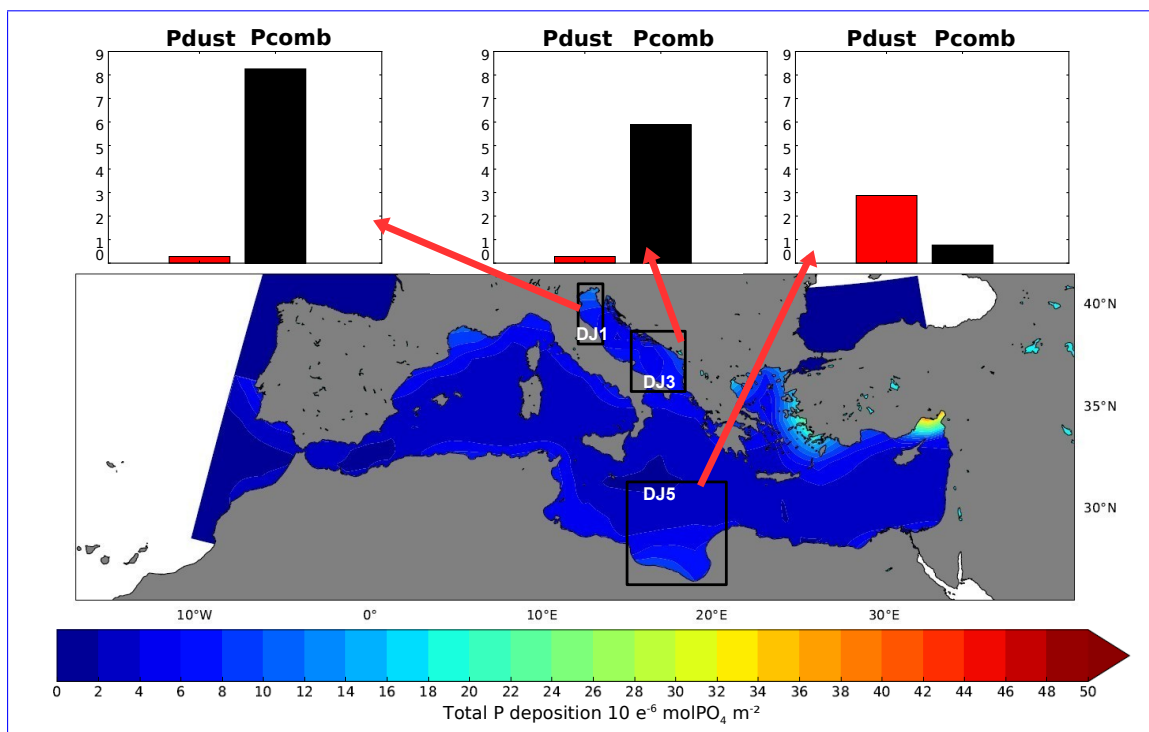 Pdust Pcomb
9
8
7
6
5
4
3
2
1
0
Pdust Pcomb
9
8
7
6
5
4
3
2
1
0
Pdust Pcomb
9
8
7
6
5
4
3
2
1
0
DJ1
DJ3
DJ5
40°N
35°N
30°N
10°W 0° 10°E 20°E 30°E
0 2 4 6 8 10 12 14 16 18 20 22 24 26 28 30 32 34 36 38 40 42 44 46 48 50
Total P deposition 10 e⁻⁶ molPO₄ m⁻²